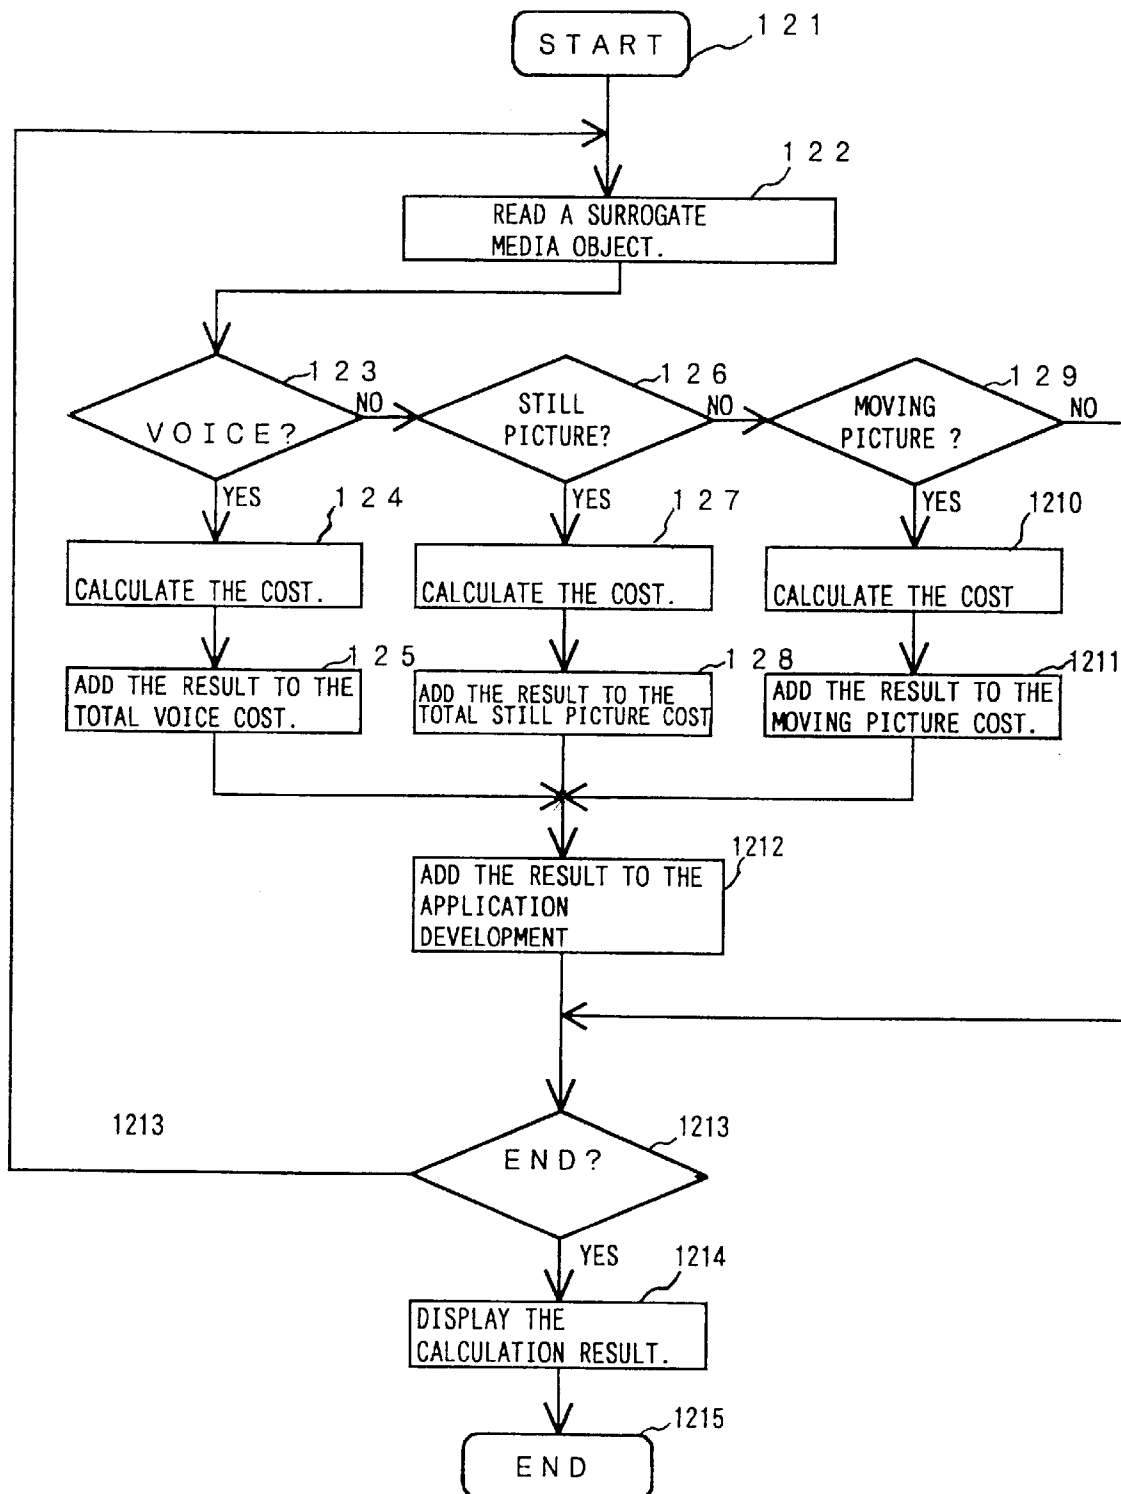 START
121
122
READ A SURROGATE
MEDIA OBJECT.
123
VOICE?
NO
126
STILL
PICTURE?
NO
129
MOVING
PICTURE ?
NO
YES
124
CALCULATE THE COST.
YES
127
CALCULATE THE COST.
YES
1210
CALCULATE THE COST
125
ADD THE RESULT TO THE
TOTAL VOICE COST.
128
ADD THE RESULT TO THE
TOTAL STILL PICTURE COST
1211
ADD THE RESULT TO THE
MOVING PICTURE COST.
1212
ADD THE RESULT TO THE
APPLICATION
DEVELOPMENT
1213
1213
END?
YES
1214
DISPLAY THE
CALCULATION RESULT.
1215
END